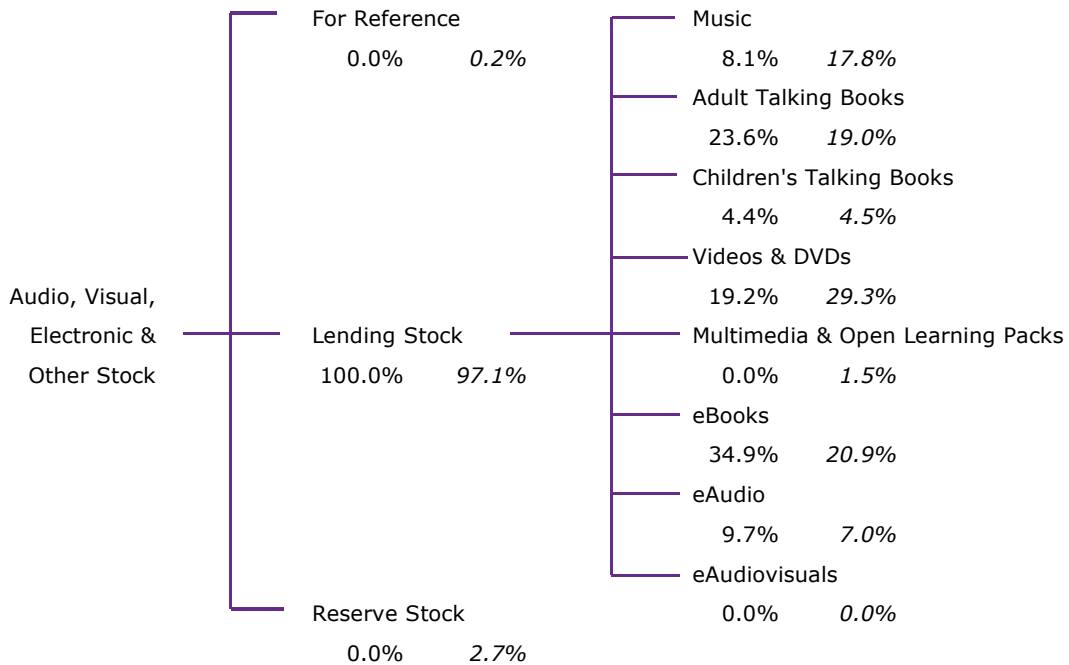 For Reference
0.0% 0.2%
Audio, Visual,
Electronic &
Other Stock
Lending Stock
100.0% 97.1%
Reserve Stock
0.0% 2.7%
Music
8.1% 17.8%
Adult Talking Books
23.6% 19.0%
Children's Talking Books
4.4% 4.5%
Videos & DVDs
19.2% 29.3%
Multimedia & Open Learning Packs
0.0% 1.5%
eBooks
34.9% 20.9%
eAudio
9.7% 7.0%
eAudiovisuals
0.0% 0.0%